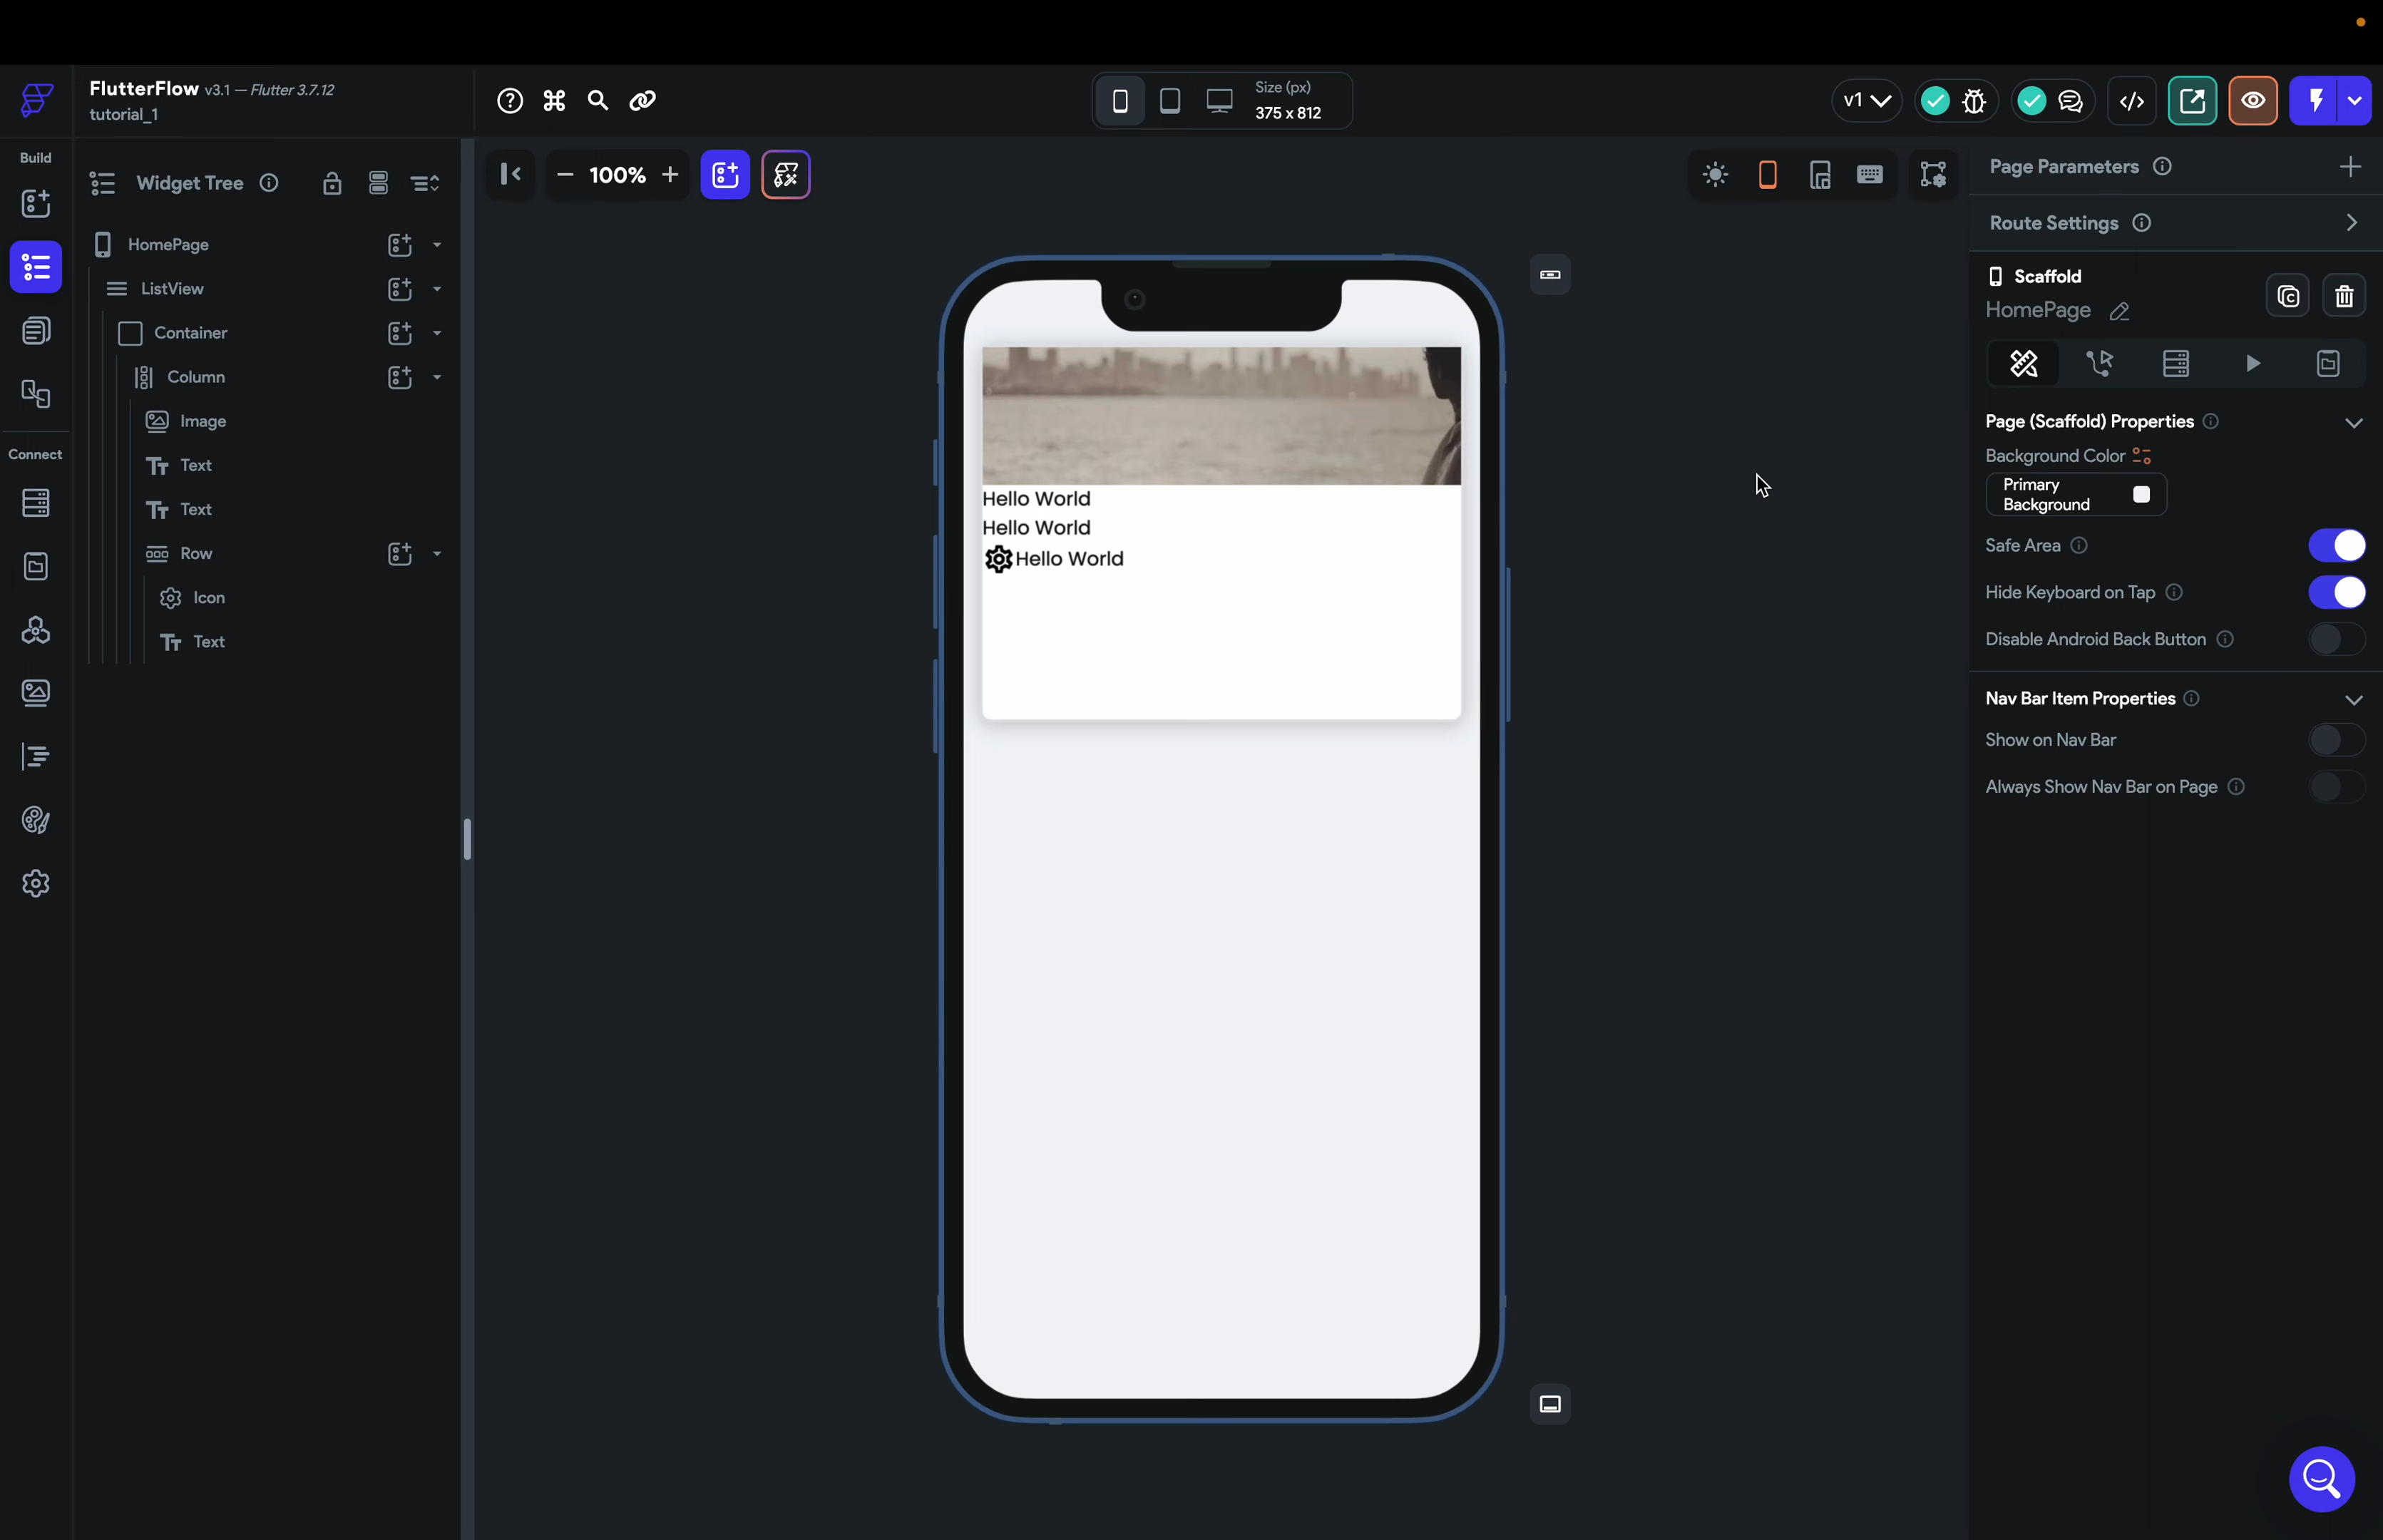 FlutterFlow v3.1 — Flutter 3.7.12
tutorial_1
Size (px)
375 x 812
v1
Build
Connect
Widget Tree
HomePage
ListView
Container
Column
Image
Text
Text
Row
Icon
Text
100%
Hello World
Hello World
Hello World
Page Parameters
Route Settings
Scaffold
HomePage
Page (Scaffold) Properties
Background Color
Primary
Background
Safe Area
Hide Keyboard on Tap
Disable Android Back Button
Nav Bar Item Properties
Show on Nav Bar
Always Show Nav Bar on Page